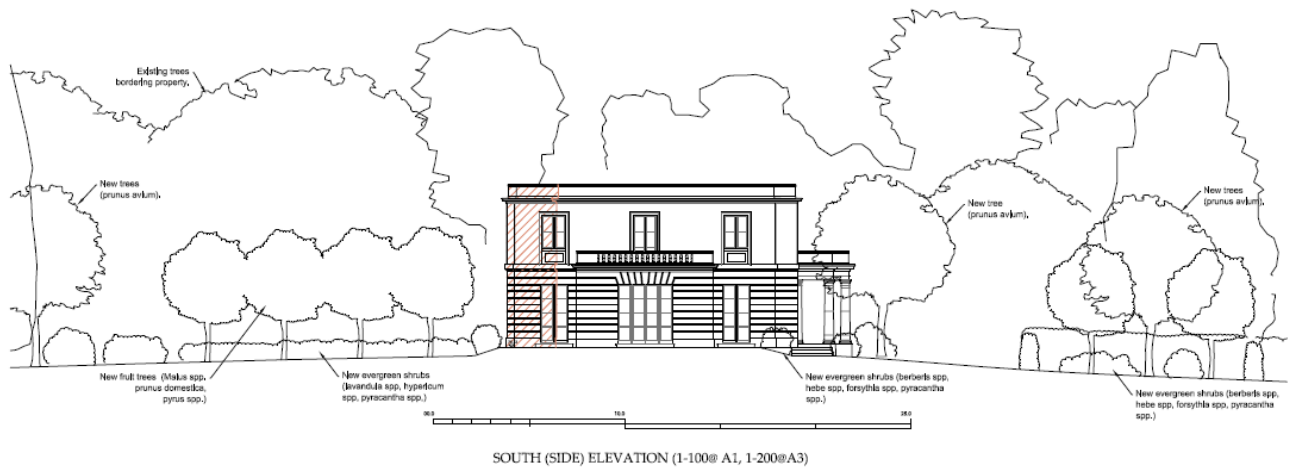 Existing trees
bordering property.
New trees
(prunus avium).
New tree
(prunus avium).
New trees
(prunus avium).
New fruit trees (Malus spp.
prunus domestica,
pyrus spp.)
New evergreen shrubs
(lavandula spp, hypericum
spp, pyracantha spp,)
New evergreen shrubs (berberis spp,
hebe spp, forsythia spp, pyracantha
spp.)
New evergreen shrubs (berberis spp,
hebe spp, forsythia spp, pyracantha
spp.)
00.0 10.0 25.0
SOUTH (SIDE) ELEVATION (1-100@ A1, 1-200@A3)